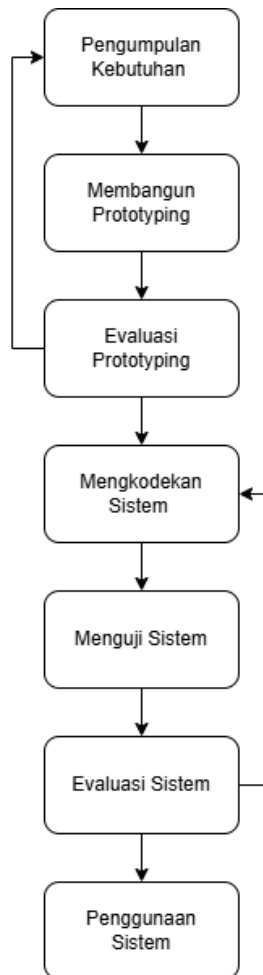 Pengumpulan
Kebutuhan
Membangun
Prototyping
Evaluasi
Prototyping
Mengkodekan
Sistem
Menguji Sistem
Evaluasi Sistem
Penggunaan
Sistem